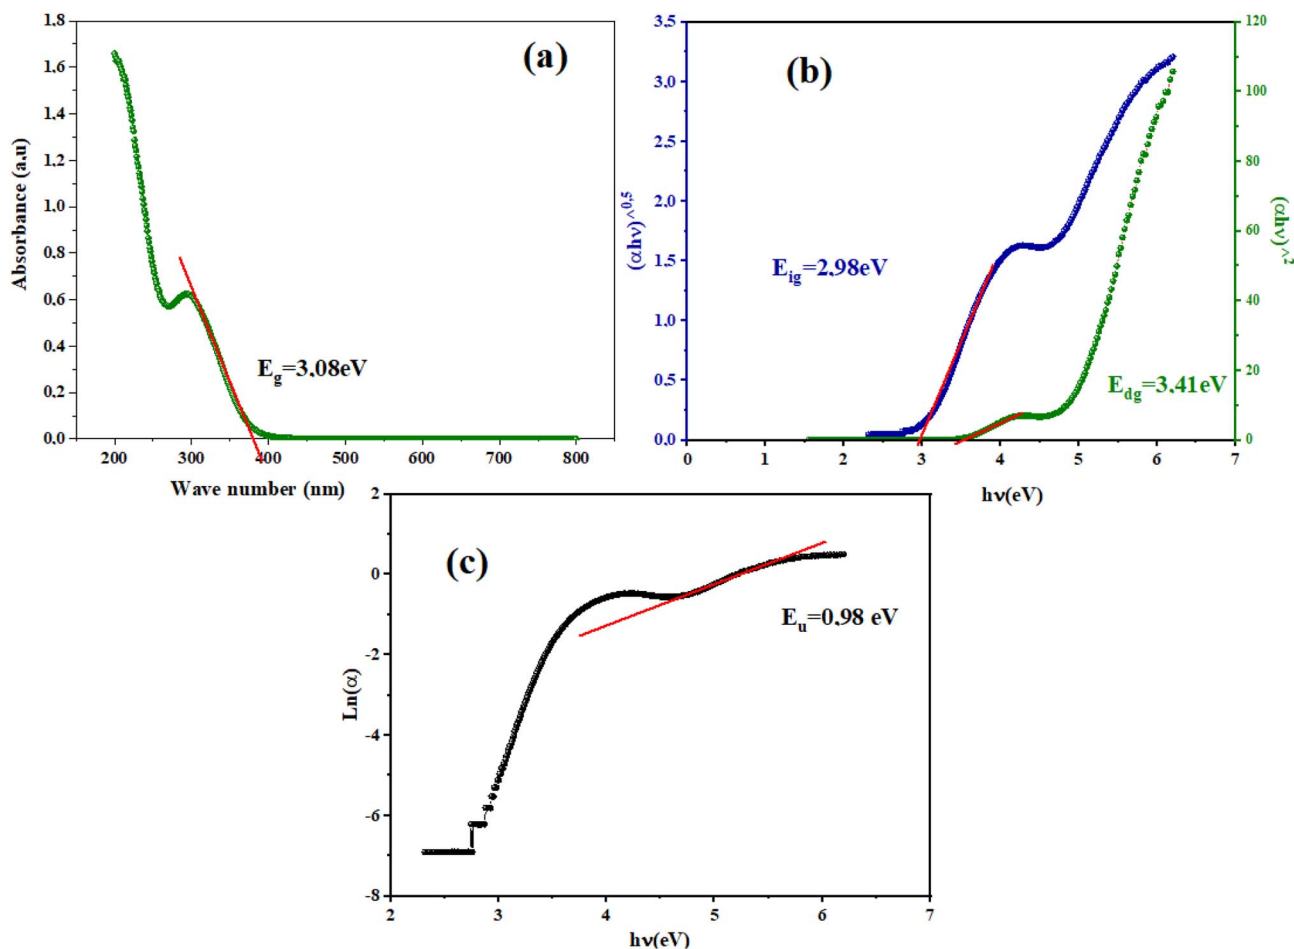 (a)
1,8
1,6
1,4
1,2
1,0
0,8
0,6
0,4
0,2
0,0
Absorbance (a.u)
E_g=3,08eV
200 300 400 500 600 700 800
Wave number (nm)
(b)
3,5
3,0
2,5
2,0
1,5
1,0
0,5
0,0
(αhν)^0,5
E_ig=2,98eV
E_dg=3,41eV
120
100
80
60
40
20
0
(αhν)^2
0 1 2 3 4 5 6 7
hν(eV)
(c)
2
0
-2
-4
-6
-8
Ln(α)
E_u=0,98 eV
2 3 4 5 6 7
hν(eV)